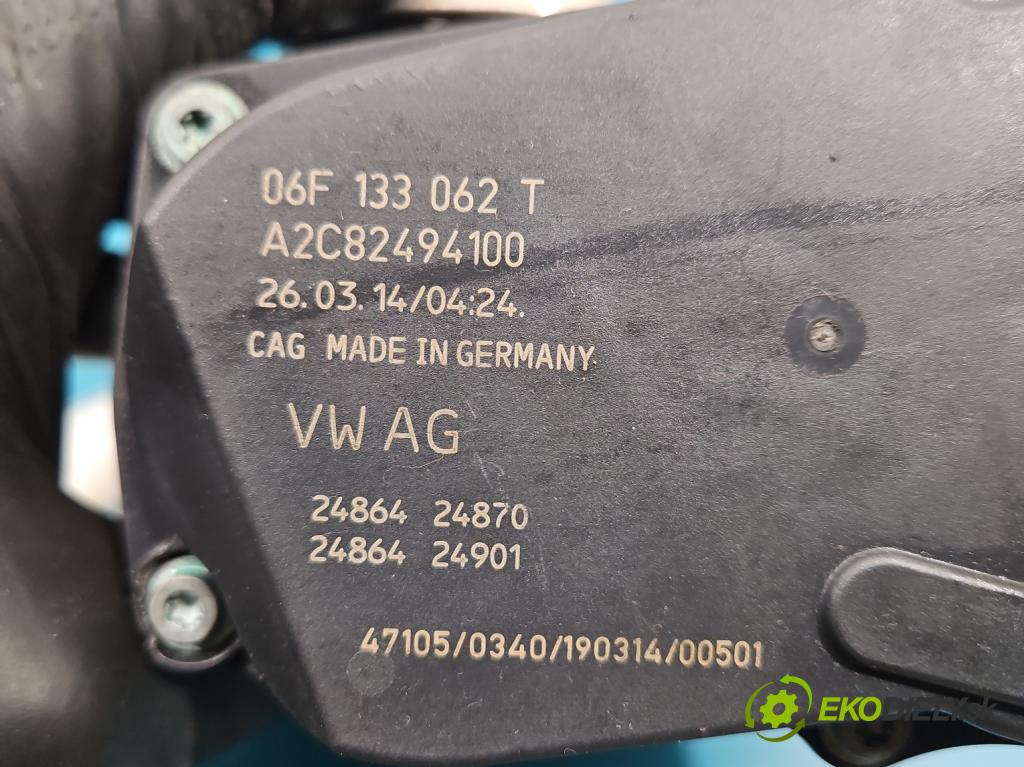 06F 133 062 T
A2C82494100
26.03.14/04:24.
CAG MADE IN GERMANY
VW AG
24864 24870
24864 24901
47105/0340/190314/00501
EKODIELY.sk